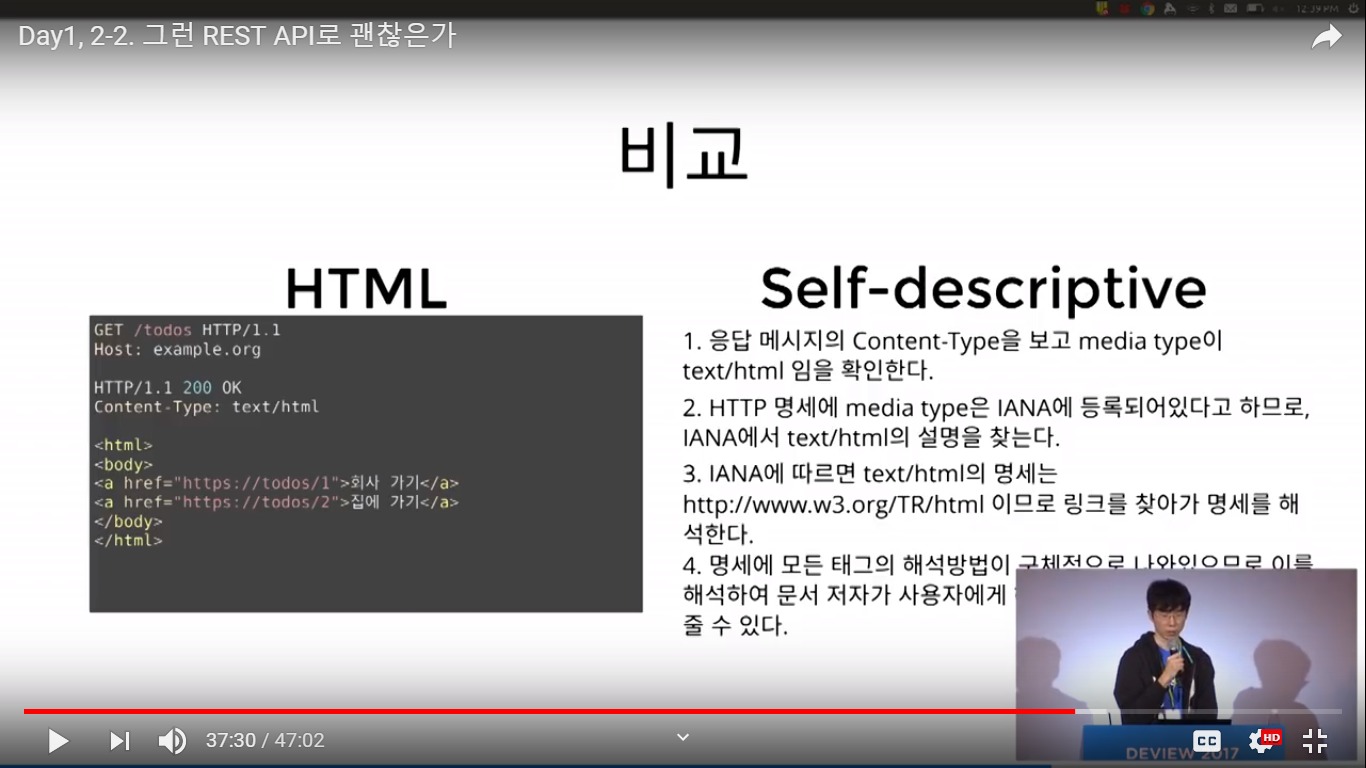 12:39 PM
Day1, 2-2. 그런 REST API로 괜찮은가
비교
HTML
GET /todos HTTP/1.1
Host: example.org
HTTP/1.1 200 OK
Content-Type: text/html
<html>
<body>
<a href="https://todos/1">회사 가기</a>
<a href="https://todos/2">집에 가기</a>
</body>
</html>
Self-descriptive
1. 응답 메시지의 Content-Type을 보고 media type이
text/html 임을 확인한다.
2. HTTP 명세에 media type은 IANA에 등록되어있다고 하므로,
IANA에서 text/html의 설명을 찾는다.
3. IANA에 따르면 text/html의 명세는
http://www.w3.org/TR/html 이므로 링크를 찾아가 명세를 해
석한다.
4. 명세에 모든 태그의 해석방법이 구체적으로 나와있으므로 이를
해석하여 문서 저자가 사용자에게
줄 수 있다.
DEVIEW 2017
37:30 / 47:02
CC
HD